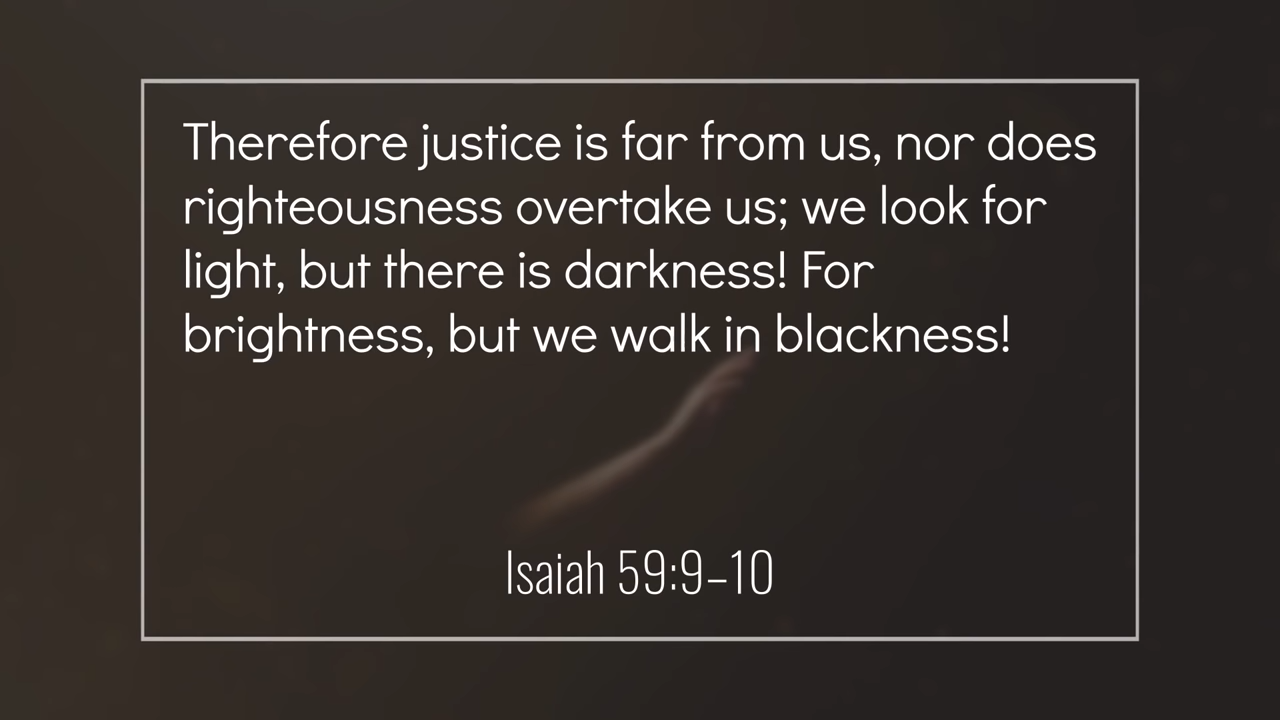 Therefore justice is far from us, nor does
righteousness overtake us; we look for
light, but there is darkness! For
brightness, but we walk in blackness!
Isaiah 59:9–10